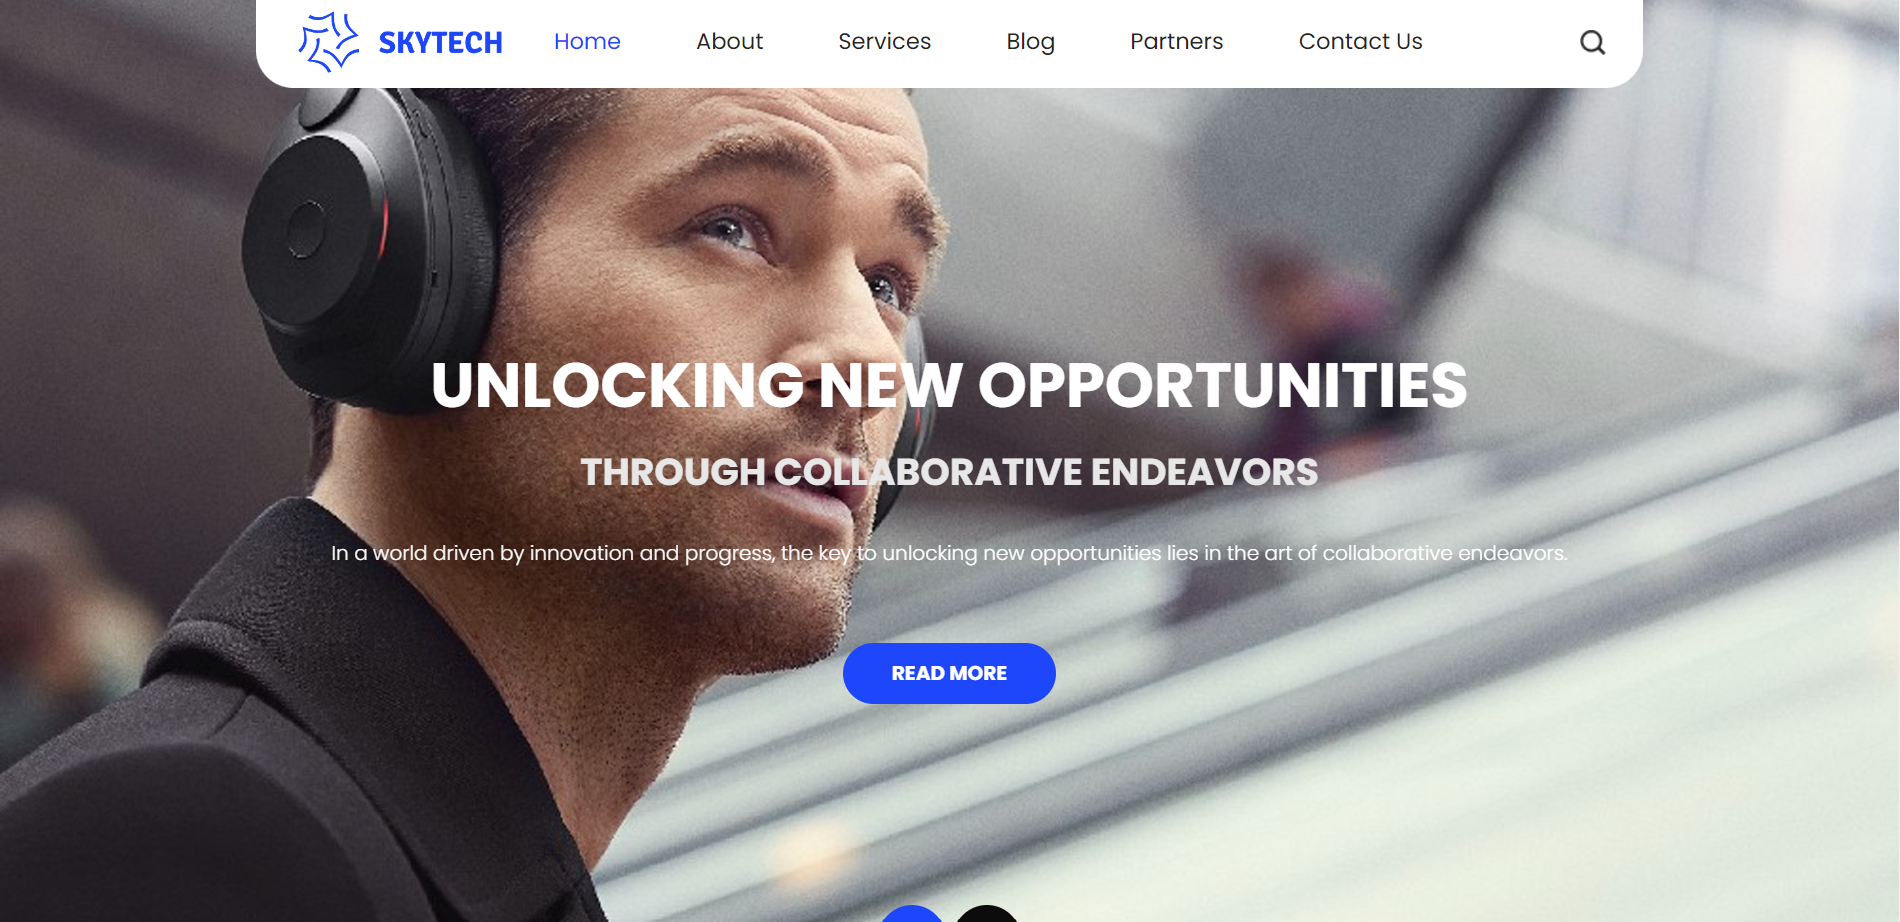 SKYTECH Home About Services Blog Partners Contact Us
UNLOCKING NEW OPPORTUNITIES
THROUGH COLLABORATIVE ENDEAVORS
In a world driven by innovation and progress, the key to unlocking new opportunities lies in the art of collaborative endeavors.
READ MORE